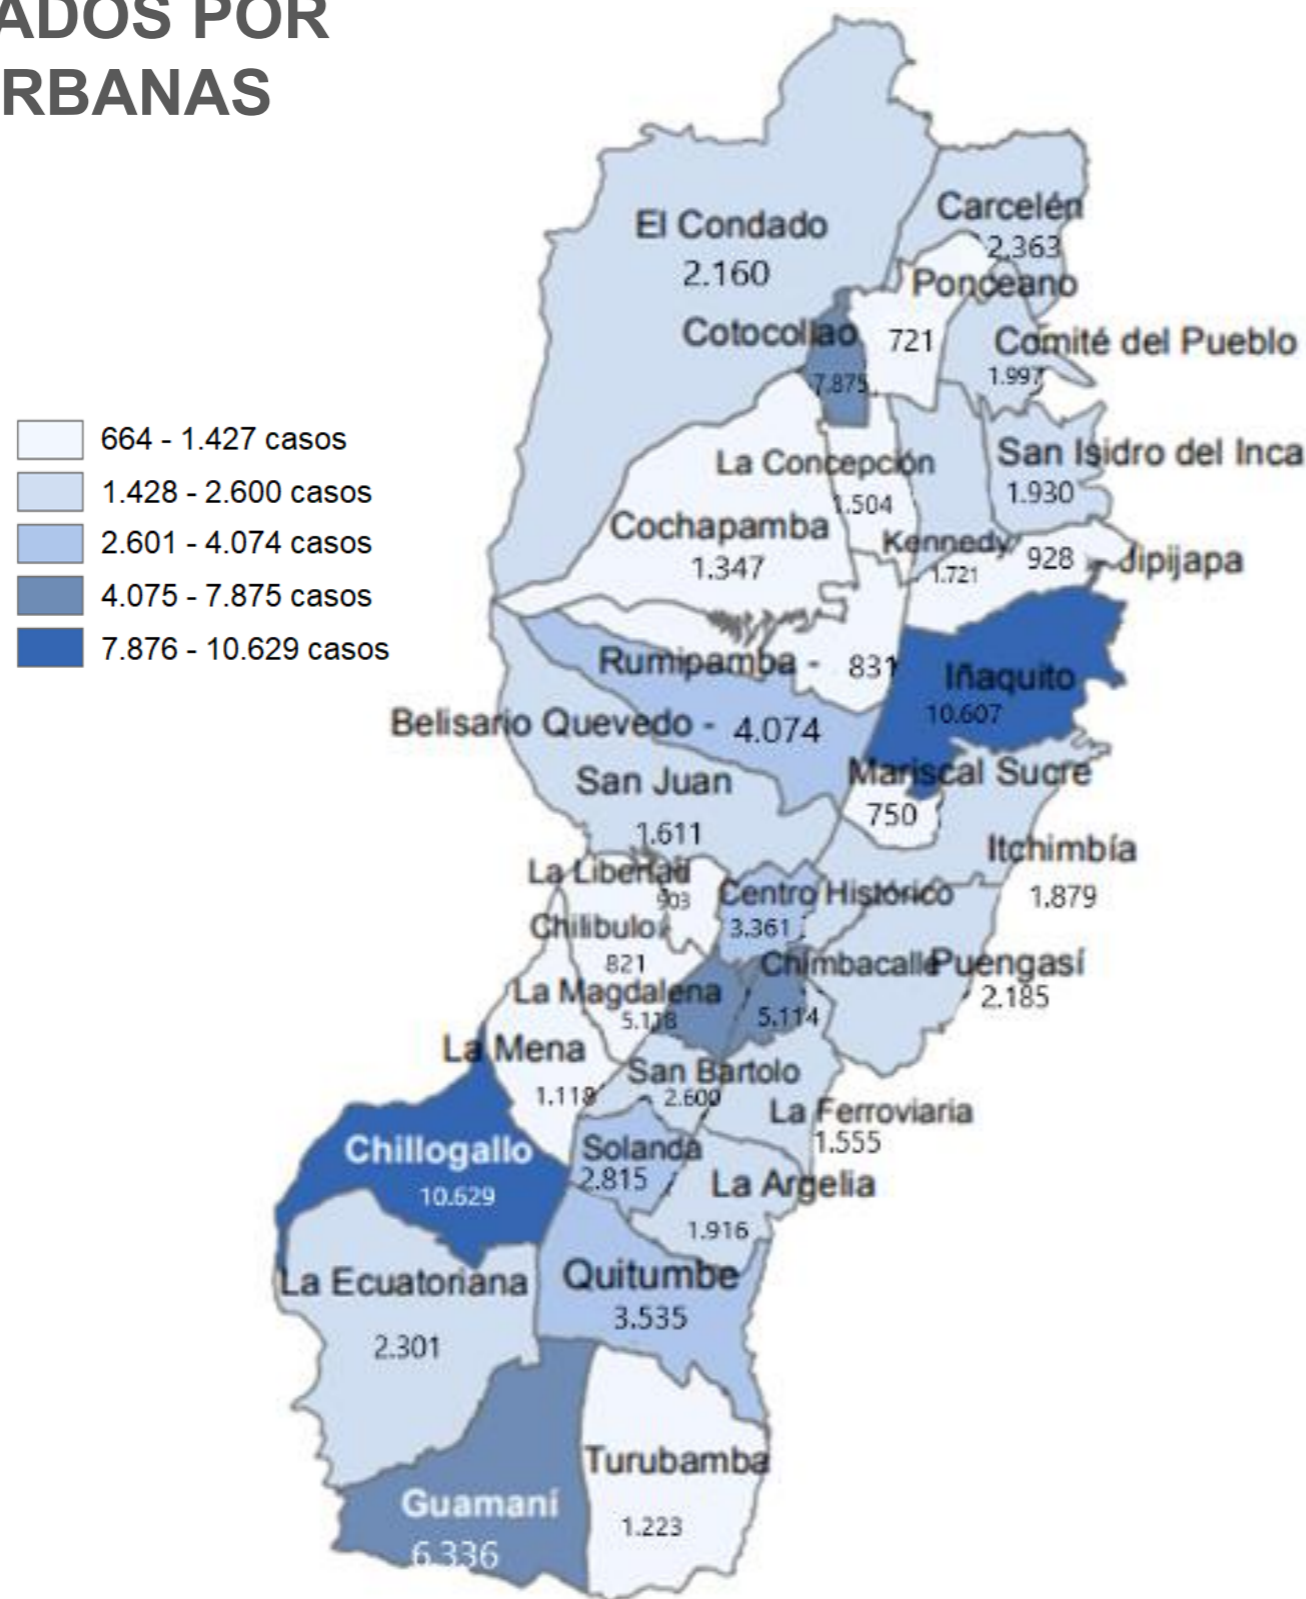 ADOS POR
RBANAS
664 - 1.427 casos
1.428 - 2.600 casos
2.601 - 4.074 casos
4.075 - 7.875 casos
7.876 - 10.629 casos
El Condado
2.160
Carcelén
2.363
Ponceano
721
Cotocollao
7.875
Comité del Pueblo
1.997
La Concepción
1.504
San Isidro del Inca
1.930
Cochapamba
1.347
Kennedy
1.721
928 - Jipijapa
Rumipamba - 831
Iñaquito
10.607
Belisario Quevedo - 4.074
San Juan
1.611
Mariscal Sucre
750
Itchimbía
1.879
La Libertad
903
Centro Histórico
3.361
Chilibulo
821
Chimbacalle
5.114
Puengasí
2.185
La Magdalena
5.118
La Mena
1.118
San Bartolo
2.600
La Ferroviaria
1.555
Chillogallo
10.629
Solanda
2.815
La Argelia
1.916
La Ecuatoriana
2.301
Quitumbe
3.535
Guamaní
6.336
Turubamba
1.223